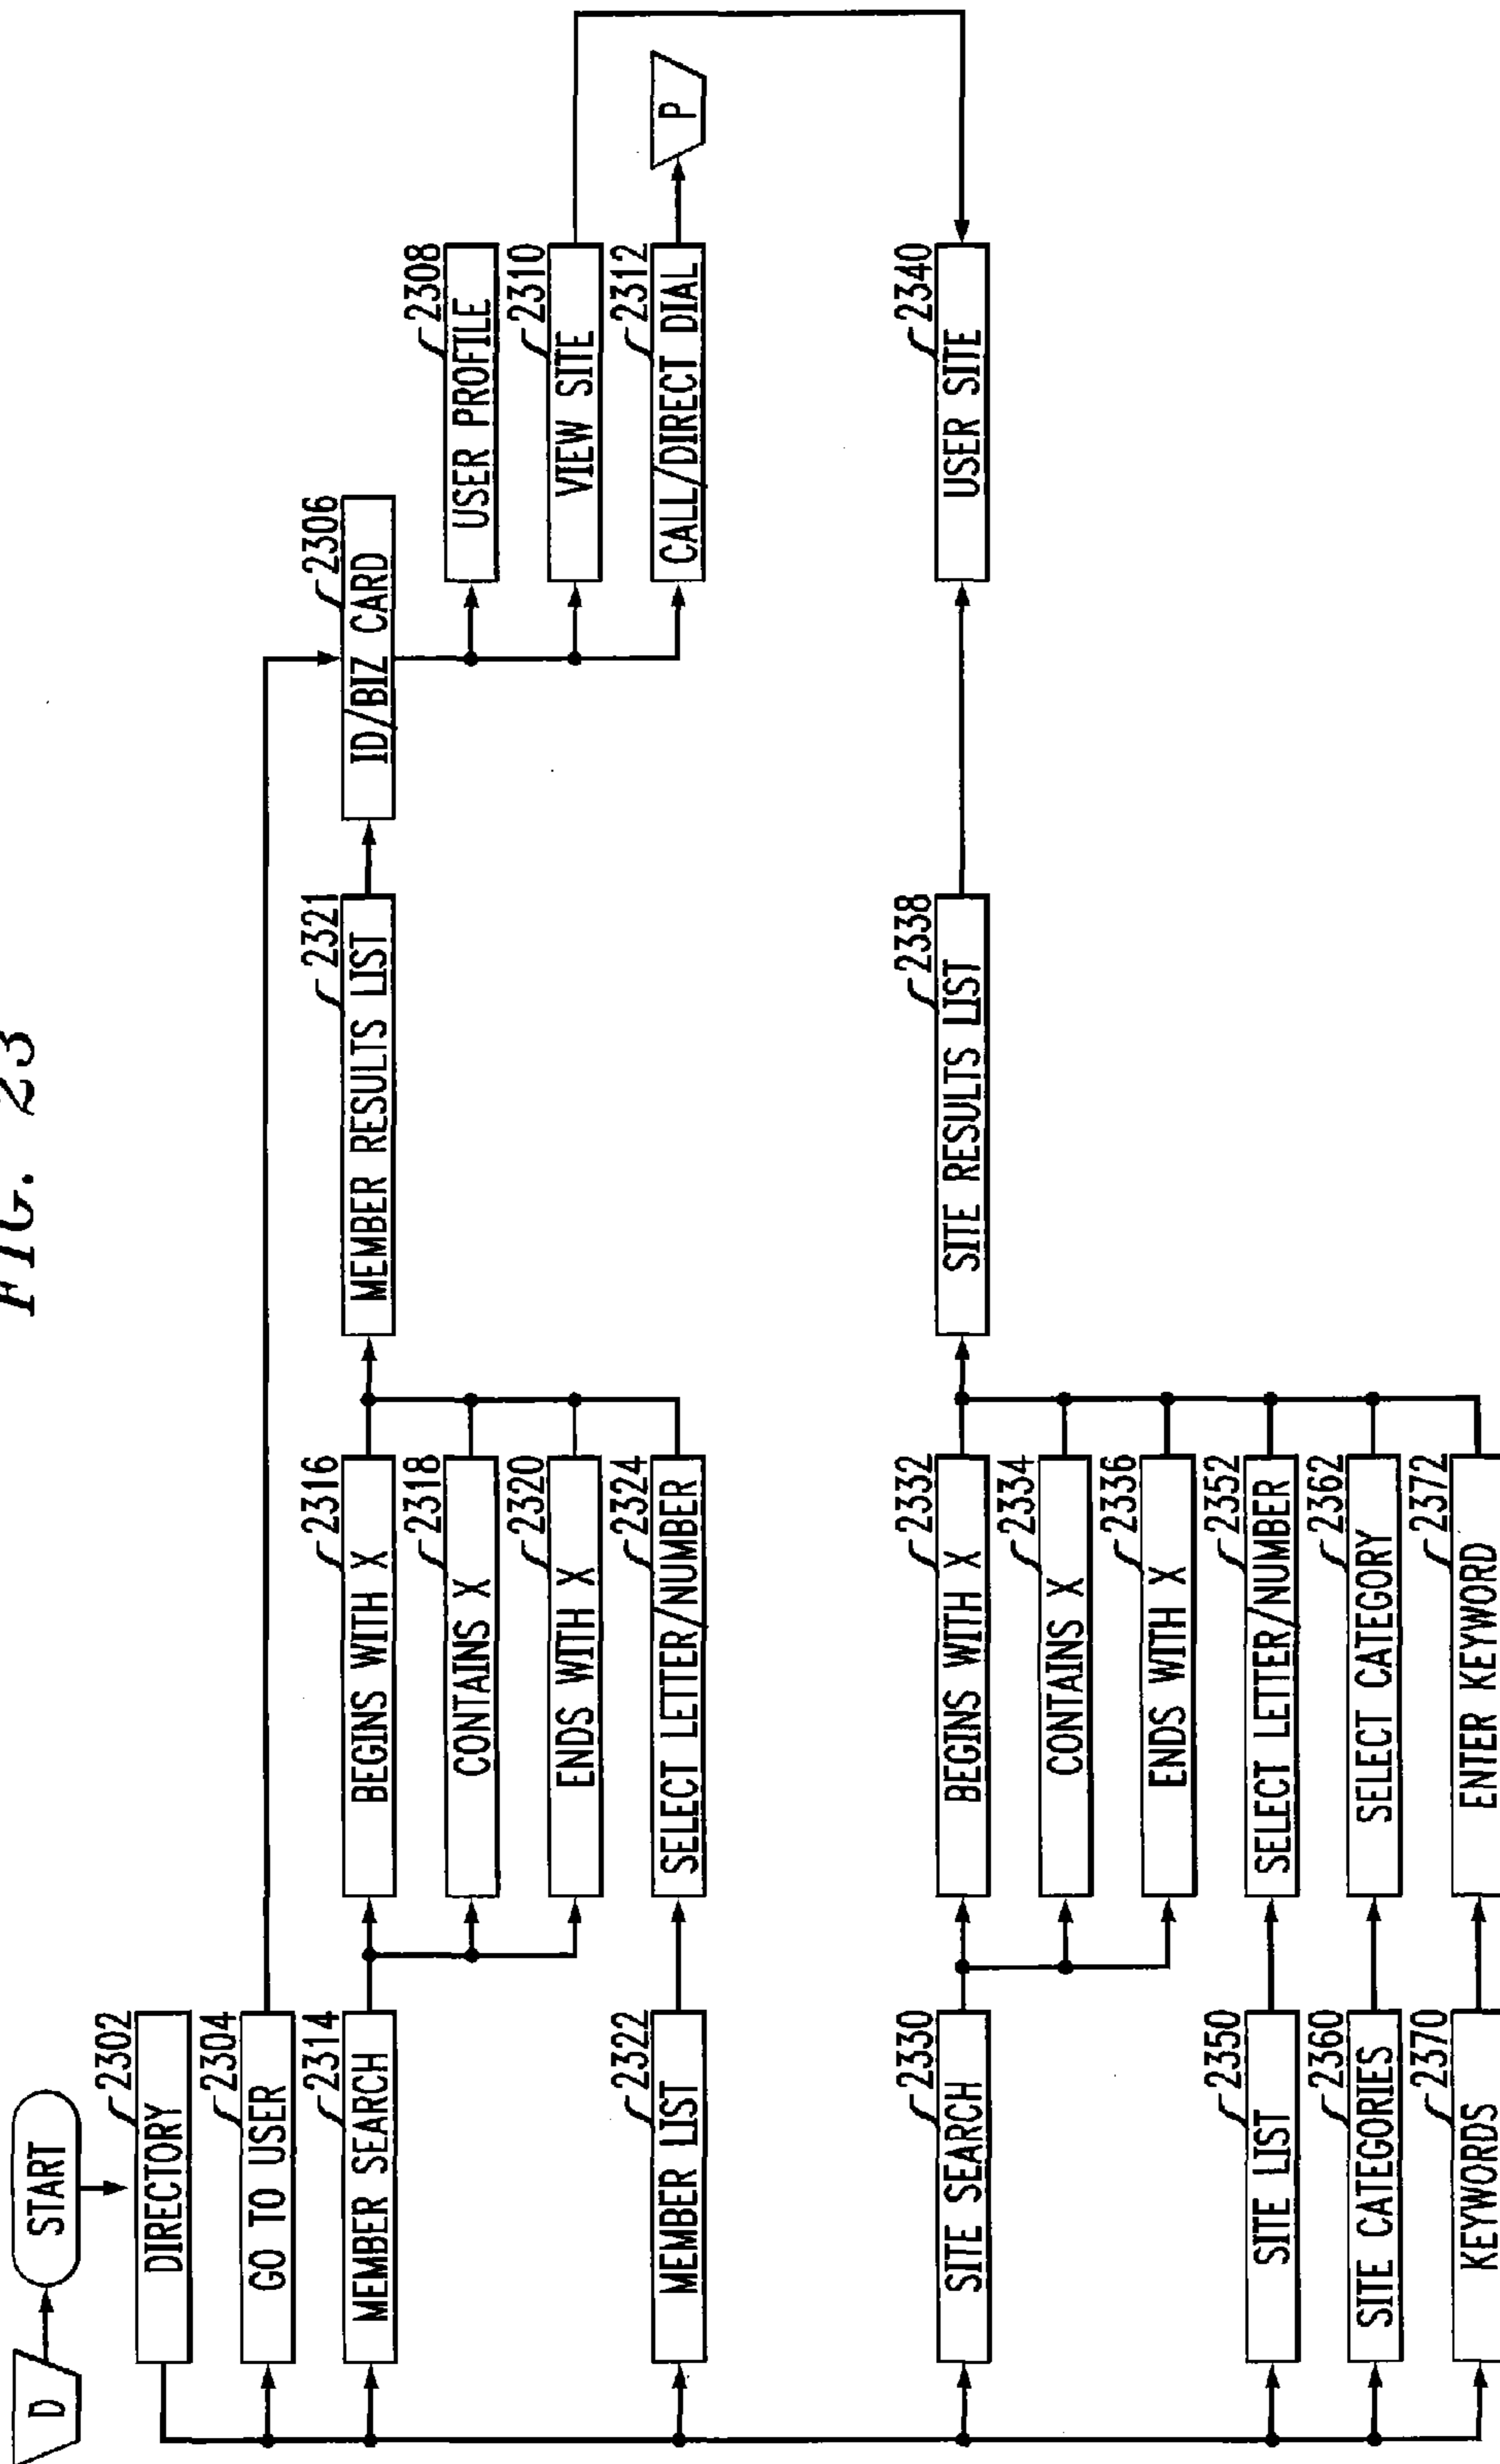 FIG. 23
D
START
2302
DIRECTORY
2304
GO TO USER
2306
ID/BIZ CARD
2308
USER PROFILE
2310
VIEW SITE
2312
CALL/DIRECT DIAL
P
2314
MEMBER SEARCH
2316
BEGINS WITH X
2318
CONTAINS X
2320
ENDS WITH X
2321
MEMBER RESULTS LIST
2322
MEMBER LIST
2324
SELECT LETTER/NUMBER
2330
SITE SEARCH
2332
BEGINS WITH X
2334
CONTAINS X
2336
ENDS WITH X
2338
SITE RESULTS LIST
2340
USER SITE
2350
SITE LIST
2352
SELECT LETTER/NUMBER
2360
SITE CATEGORIES
2362
SELECT CATEGORY
2370
KEYWORDS
2372
ENTER KEYWORD